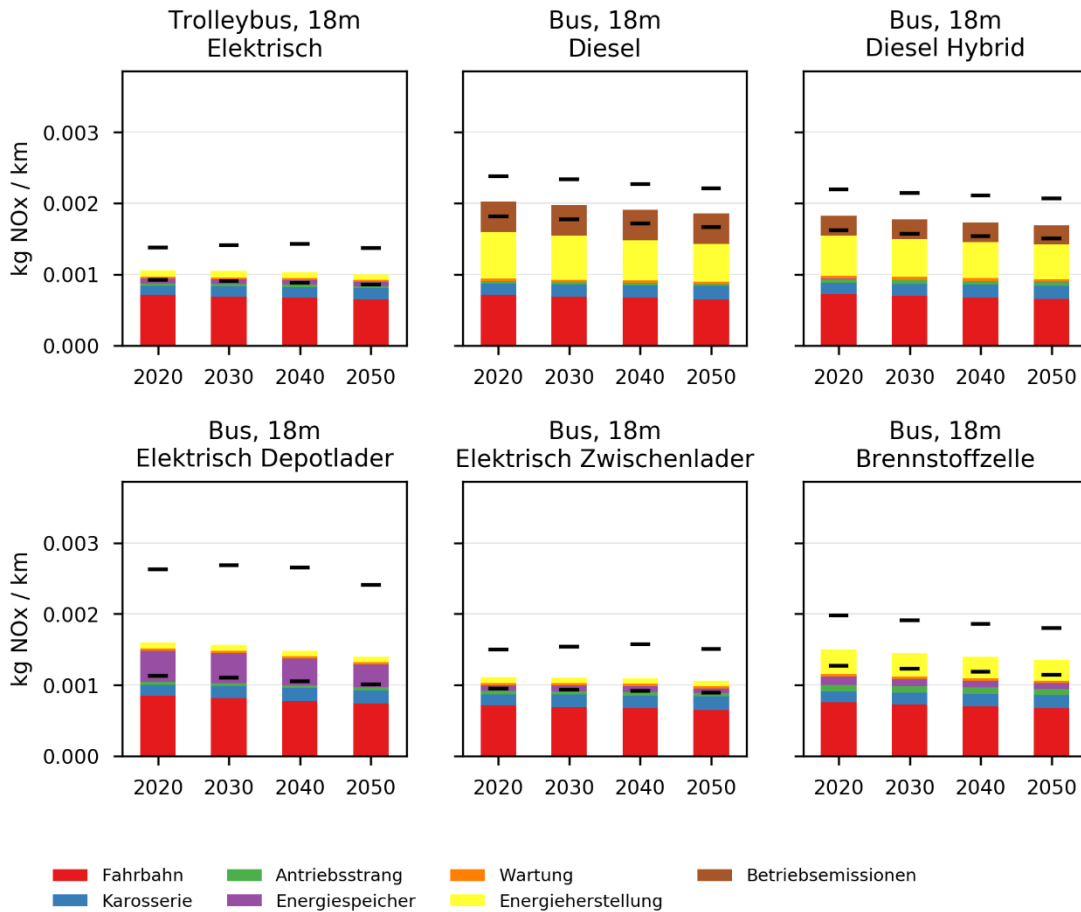 Trolleybus, 18m
Elektrisch
Bus, 18m
Diesel
Bus, 18m
Diesel Hybrid
kg NOx / km
0.003
0.002
0.001
0.000
2020 2030 2040 2050
2020 2030 2040 2050
2020 2030 2040 2050
Bus, 18m
Elektrisch Depotlader
Bus, 18m
Elektrisch Zwischenlader
Bus, 18m
Brennstoffzelle
kg NOx / km
0.003
0.002
0.001
0.000
2020 2030 2040 2050
2020 2030 2040 2050
2020 2030 2040 2050
Fahrbahn
Karosserie
Antriebsstrang
Energiespeicher
Wartung
Energieherstellung
Betriebsemissionen